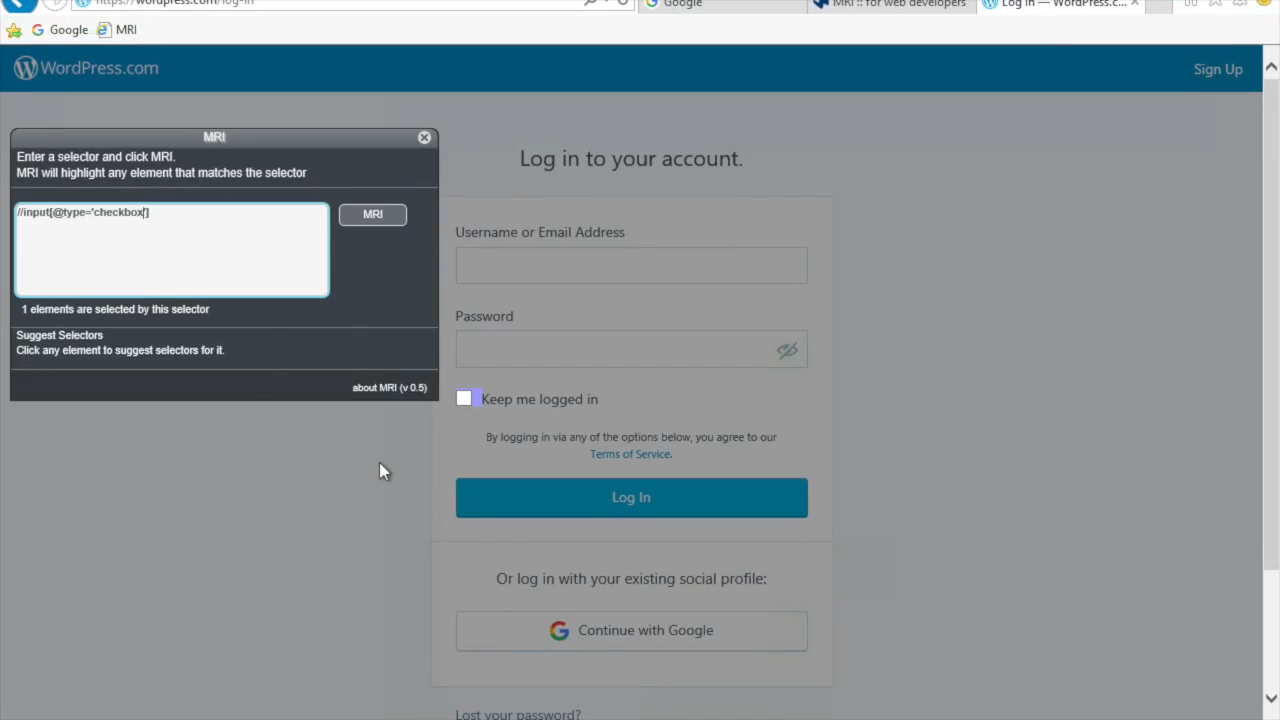 https://wordpress.com/log-in
Google
MRI :: for web developers
Log In — WordPress.c...
Google
MRI
WordPress.com
Sign Up
MRI
Enter a selector and click MRI.
MRI will highlight any element that matches the selector
//input[@type='checkbox']
MRI
1 elements are selected by this selector
Suggest Selectors
Click any element to suggest selectors for it.
about MRI (v 0.5)
Log in to your account.
Username or Email Address
Password
Keep me logged in
By logging in via any of the options below, you agree to our
Terms of Service.
Log In
Or log in with your existing social profile:
Continue with Google
Lost your password?